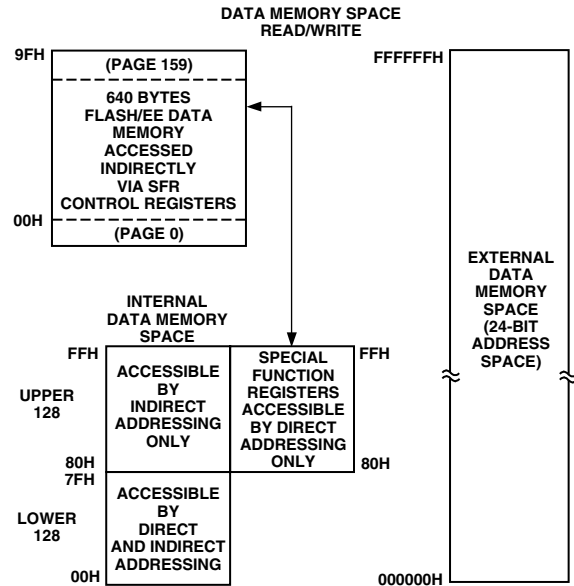 DATA MEMORY SPACE
READ/WRITE
9FH
(PAGE 159)
640 BYTES
FLASH/EE DATA
MEMORY
ACCESSED
INDIRECTLY
VIA SFR
CONTROL REGISTERS
00H
(PAGE 0)
FFFFFFH
EXTERNAL
DATA
MEMORY
SPACE
(24-BIT
ADDRESS
SPACE)
000000H
INTERNAL
DATA MEMORY
SPACE
FFH
UPPER
128
ACCESSIBLE
BY
INDIRECT
ADDRESSING
ONLY
80H
SPECIAL
FUNCTION
REGISTERS
ACCESSIBLE
BY DIRECT
ADDRESSING
ONLY
FFH
80H
7FH
LOWER
128
ACCESSIBLE
BY
DIRECT
AND INDIRECT
ADDRESSING
00H